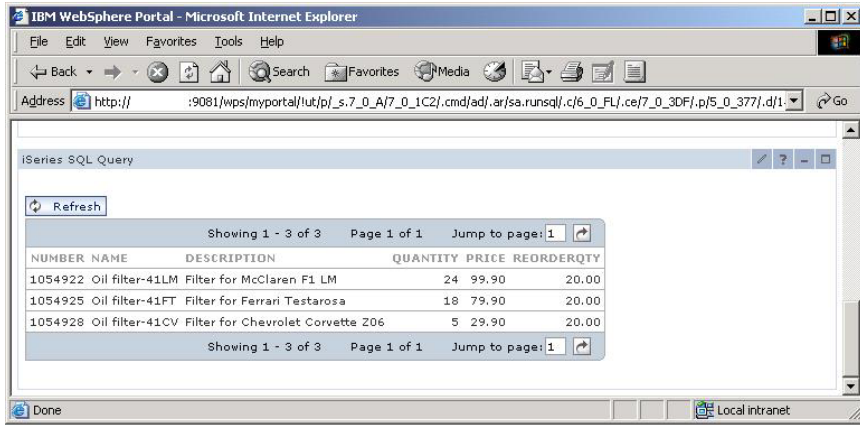 IBM WebSphere Portal - Microsoft Internet Explorer
File Edit View Favorites Tools Help
Back Search Favorites Media
Address http:// :9081/wps/myportal/!ut/p/_s.7_0_A/7_0_1C2/.cmd/ad/.ar/sa.runsql/.c/6_0_FL/.ce/7_0_3DF/.p/5_0_377/.d/1 Go
iSeries SQL Query
Refresh
Showing 1 - 3 of 3 Page 1 of 1 Jump to page: 1
NUMBER NAME DESCRIPTION QUANTITY PRICE REORDERQTY
1054922 Oil filter-41LM Filter for McClaren F1 LM 24 99.90 20.00
1054925 Oil filter-41FT Filter for Ferrari Testarosa 18 79.90 20.00
1054928 Oil filter-41CV Filter for Chevrolet Corvette Z06 5 29.90 20.00
Showing 1 - 3 of 3 Page 1 of 1 Jump to page: 1
Done Local intranet